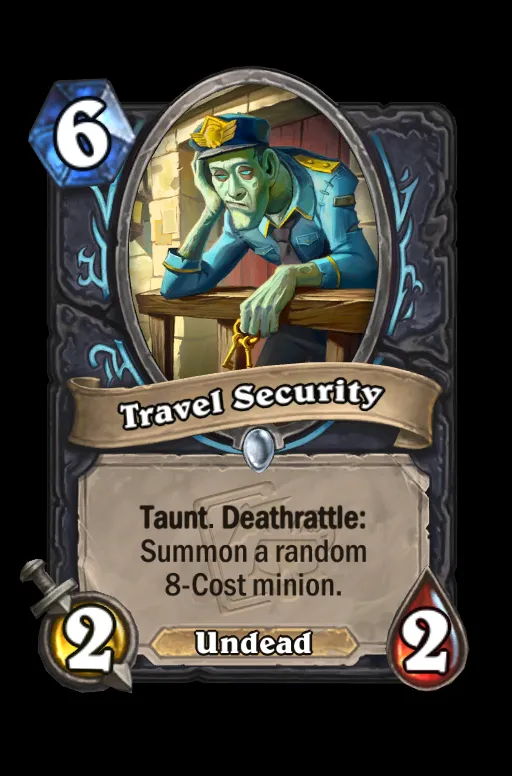 6
Travel Security
Taunt. Deathrattle:
Summon a random
8-Cost minion.
2
Undead
2